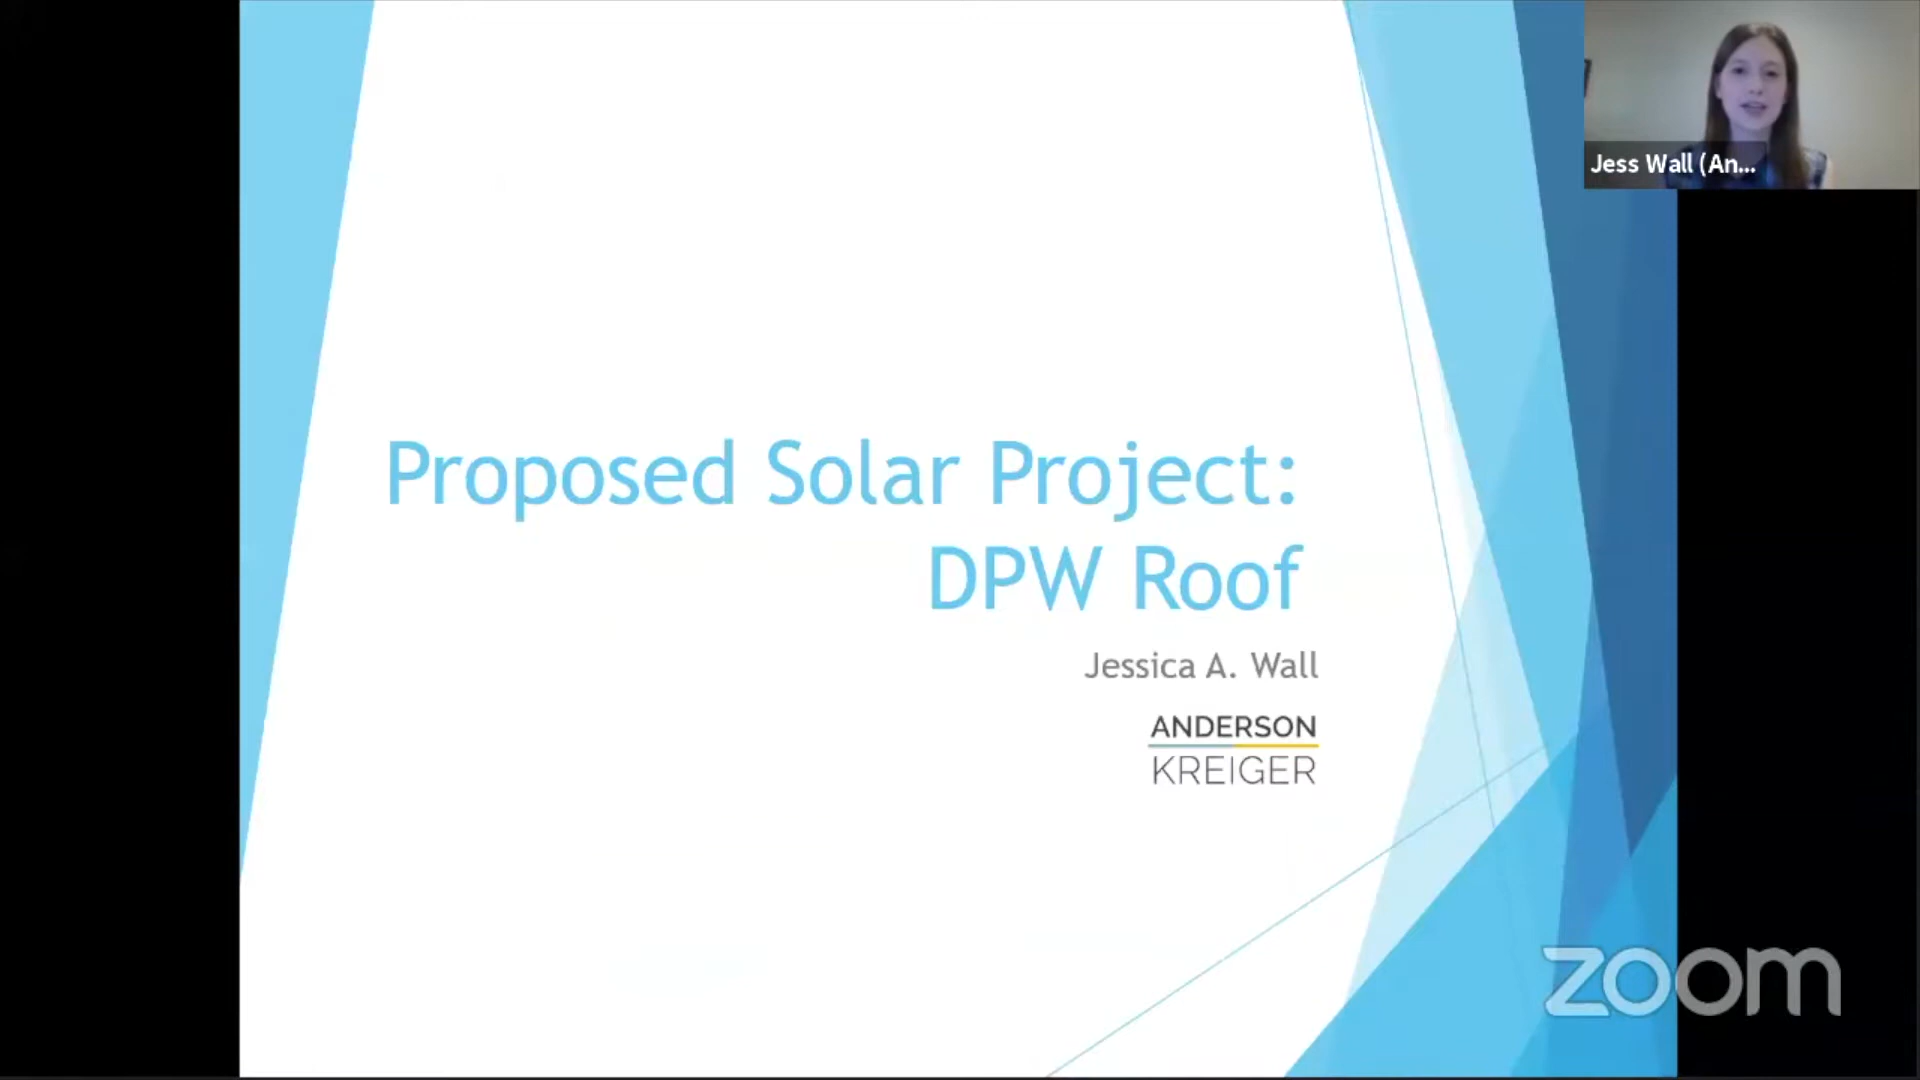 Jess Wall (An...
Proposed Solar Project:
DPW Roof
Jessica A. Wall
ANDERSON
KREIGER
zoom